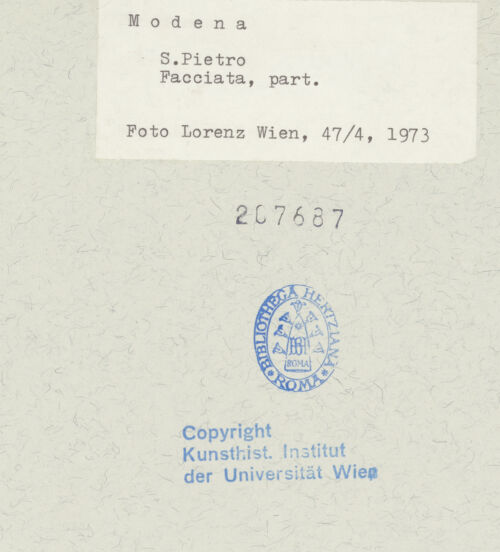 M o d e n a
S.Pietro
Facciata, part.
Foto Lorenz Wien, 47/4, 1973
207687
BIBLIOTHECA HERTZIANA
ROMA
ROMA
Copyright
Kunsthist. Institut
der Universität Wien